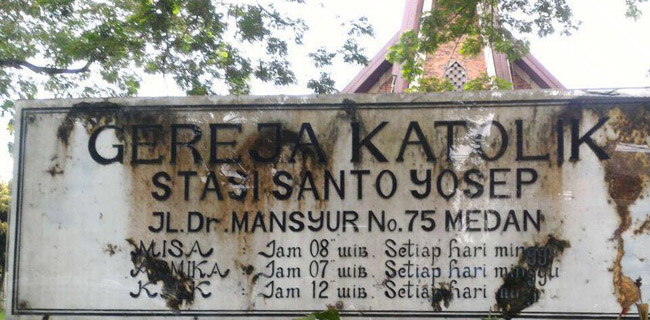 GEREJA KATOLIK
STASI SANTO YOSEP
JL.Dr.MANSYUR No.75 MEDAN
MISA : Jam 08°° WIB. Setiap hari minggu
: Jam 07°° WIB. Setiap hari minggu
: Jam 12°° WIB. Setiap hari